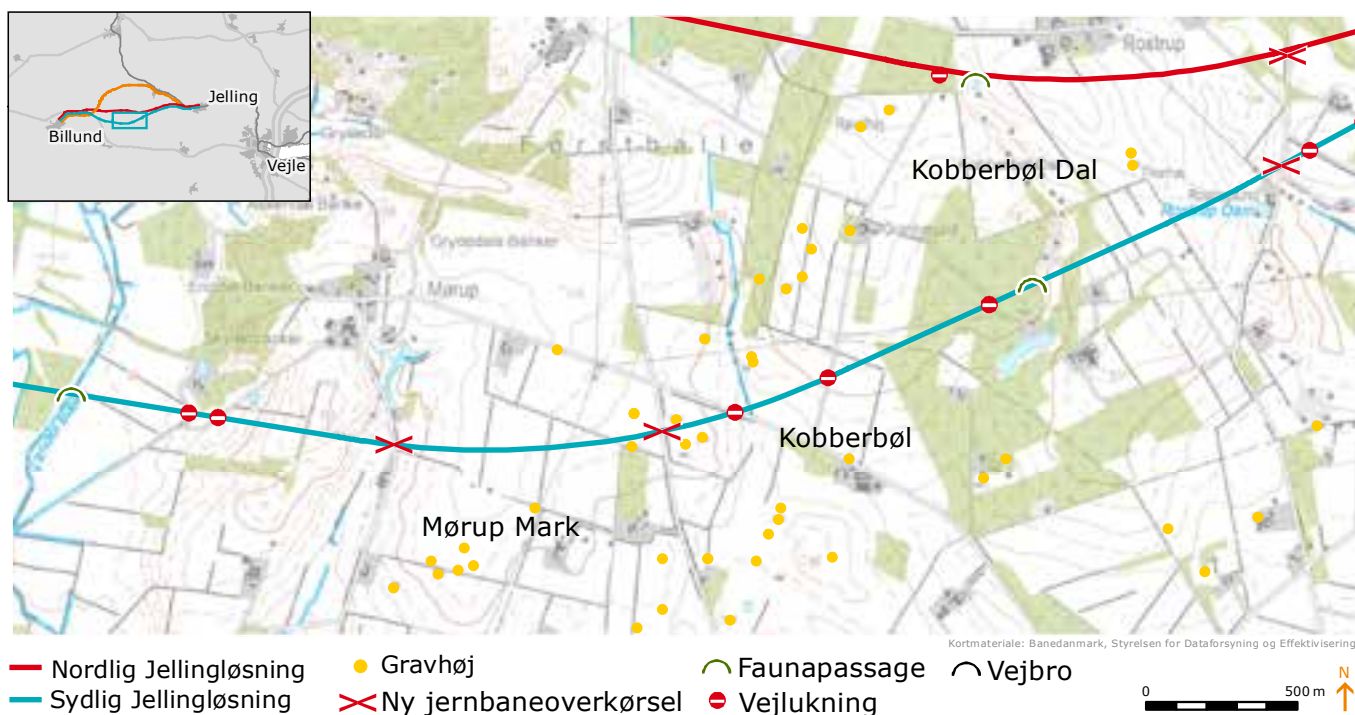 Jelling
Billund
Vejle
Rostrup
Kobberbøl Dal
Mørup
Kobberbøl
Mørup Mark
Kortmateriale: Banedanmark, Styrelsen for Dataforsyning og Effektivisering
Nordlig Jellingløsning
Gravhøj
Faunapassage
Vejbro
N
Sydlig Jellingløsning
Ny jernbaneoverkørsel
Vejlukning
0 500 m